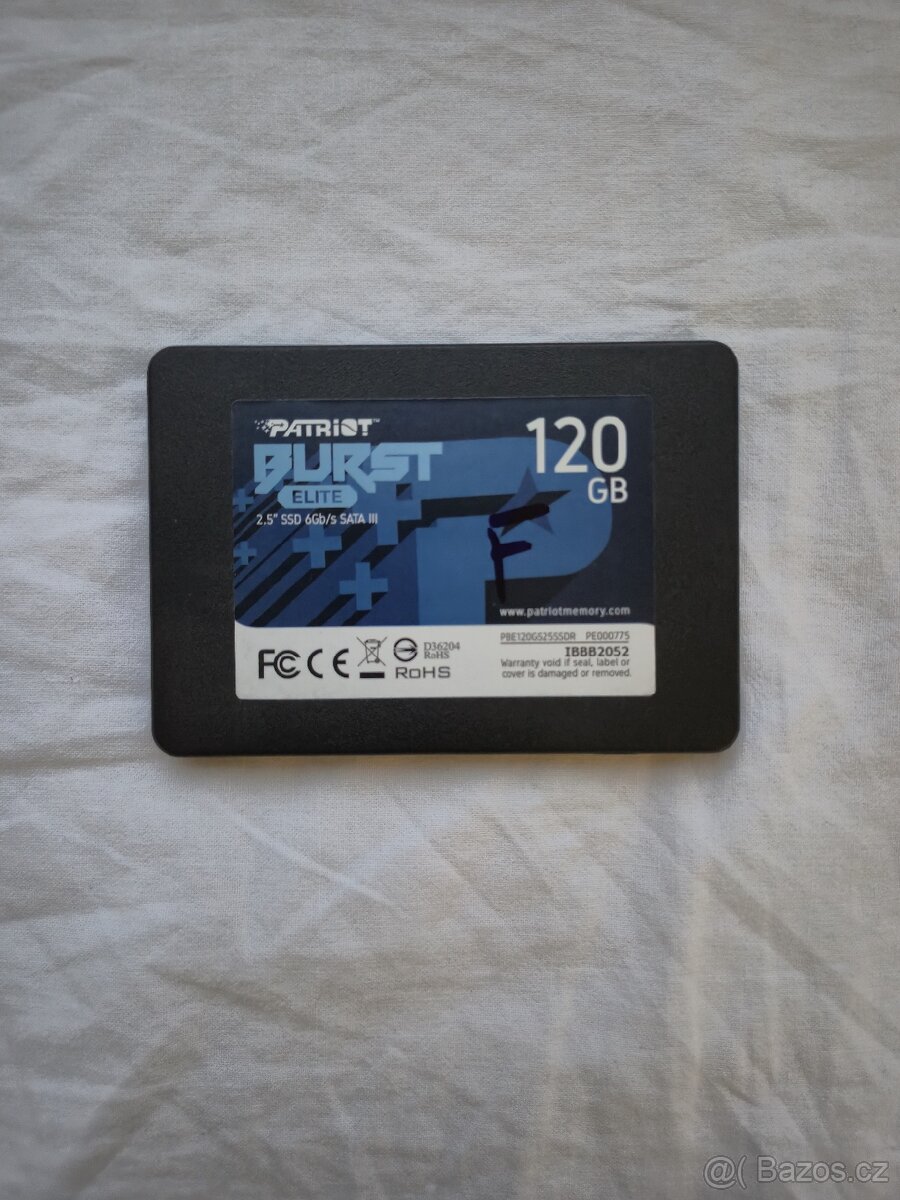 PATRIOT™
BURST
ELITE
2.5" SSD 6Gb/s SATA III
120
GB
F
www.patriotmemory.com
PBE120GS25SSDR PE000775
IBBB2052
Warranty void if seal, label or
cover is damaged or removed.
FC CE
D36204
RoHS
RoHS
@( Bazos.cz